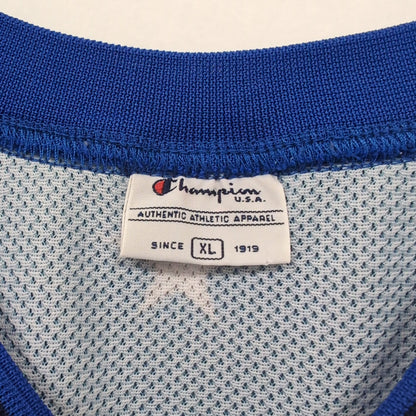 Champion
U.S.A.
AUTHENTIC ATHLETIC APPAREL
SINCE XL 1919